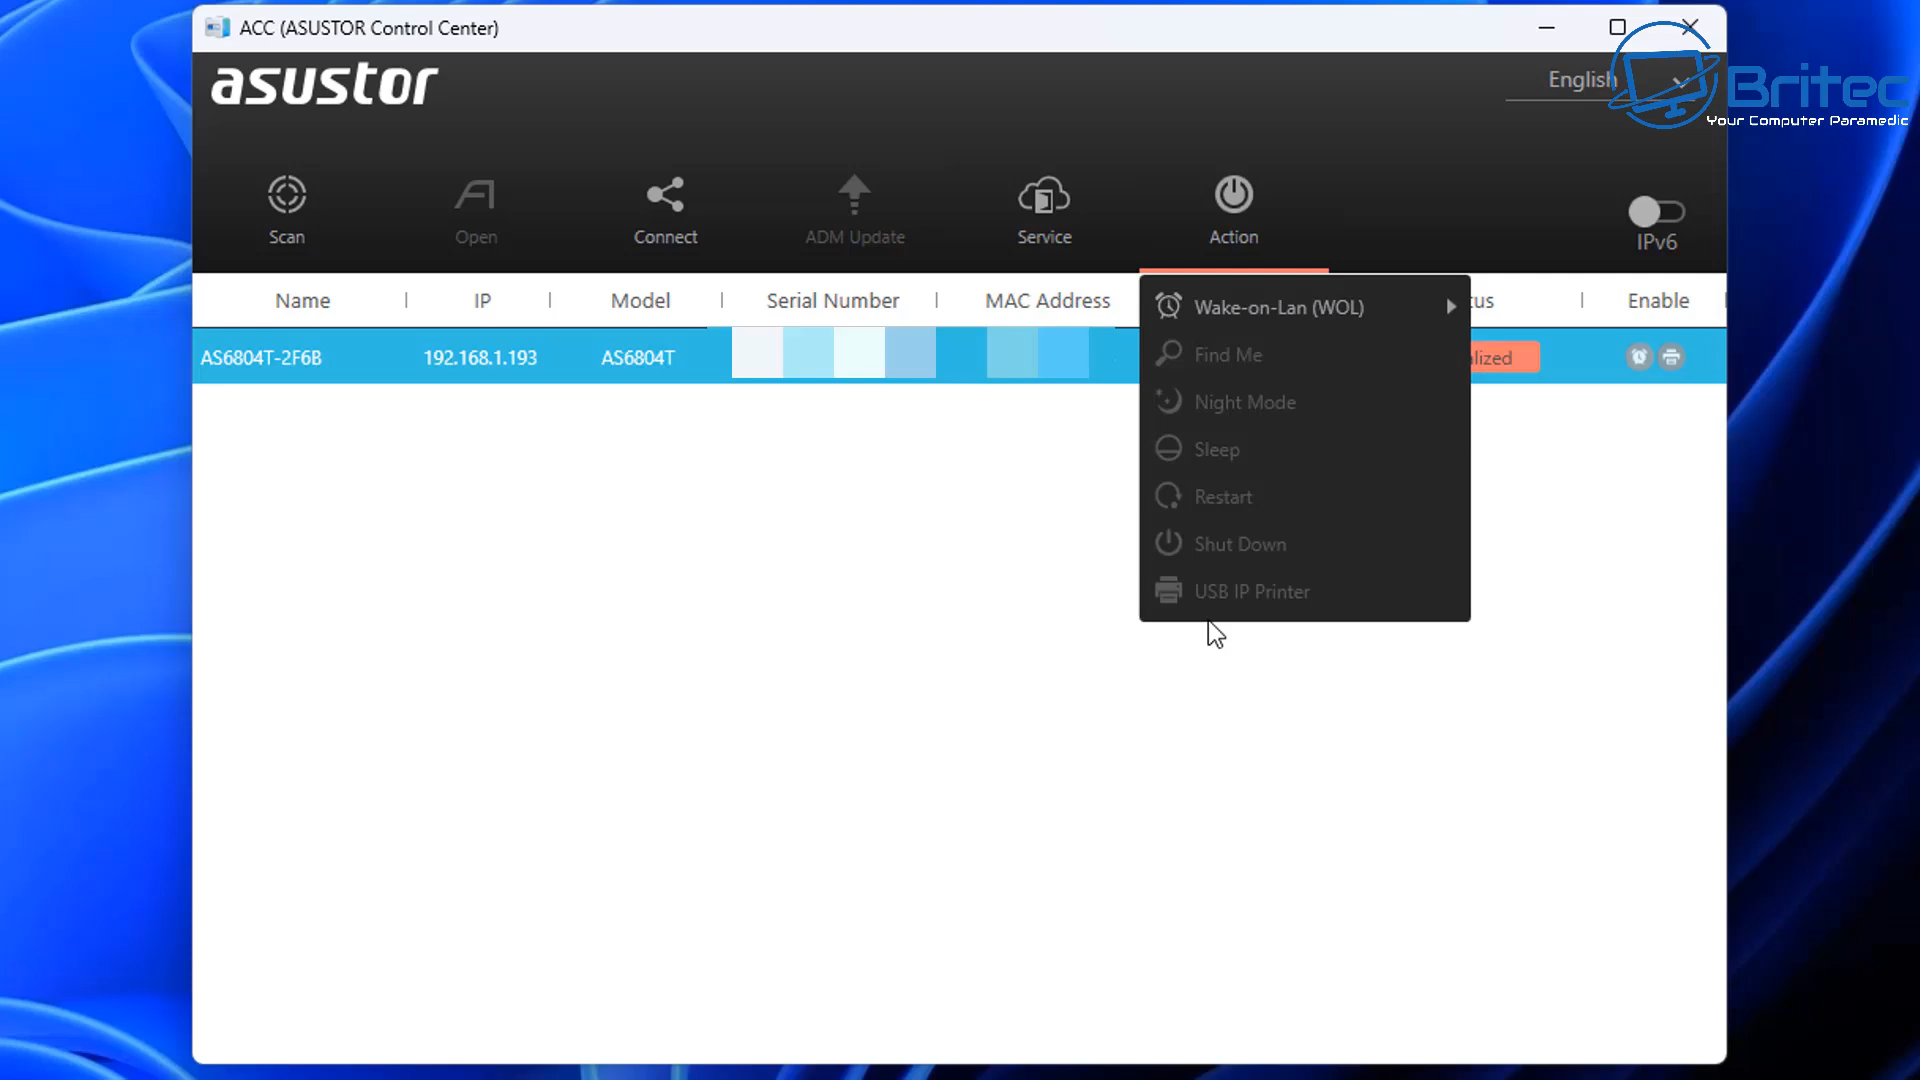 ACC (ASUSTOR Control Center)
asustor
English
Britec
Your Computer Paramedic
Scan
Open
Connect
ADM Update
Service
Action
IPv6
Name
IP
Model
Serial Number
MAC Address
tus
Enable
AS6804T-2F6B
192.168.1.193
AS6804T
lized
Wake-on-Lan (WOL)
Find Me
Night Mode
Sleep
Restart
Shut Down
USB IP Printer